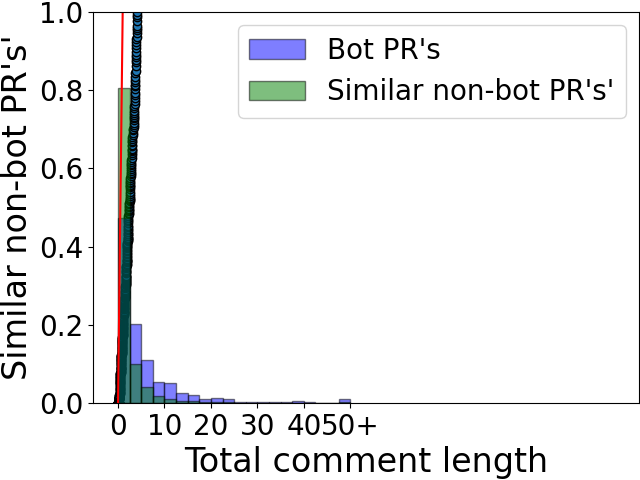 1.0
0.8
0.6
0.4
0.2
0.0
Similar non-bot PR's'
Bot PR's
Similar non-bot PR's'
0 10 20 30 4050+
Total comment length